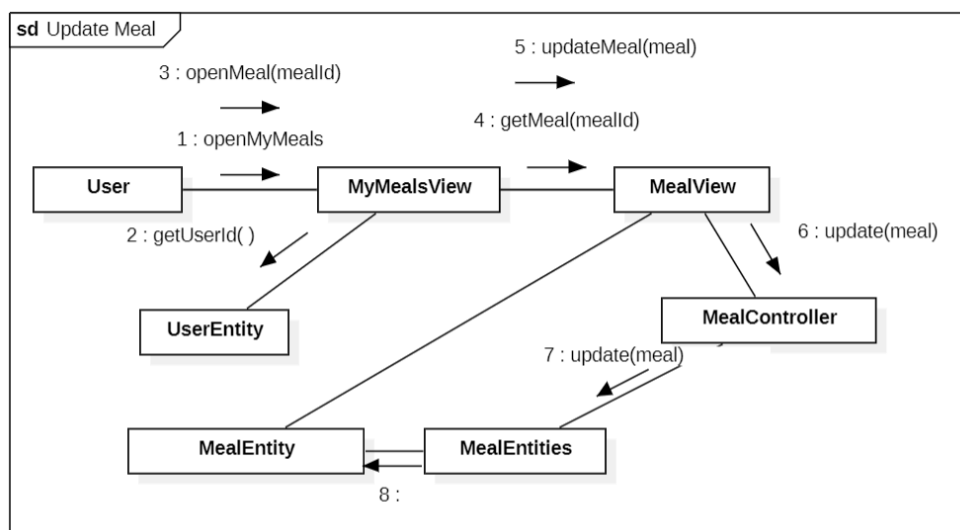 sd Update Meal
5 : updateMeal(meal)
3 : openMeal(mealId)
4 : getMeal(mealId)
1 : openMyMeals
User
MyMealsView
MealView
2 : getUserId( )
6 : update(meal)
UserEntity
MealController
7 : update(meal)
MealEntity
MealEntities
8 :